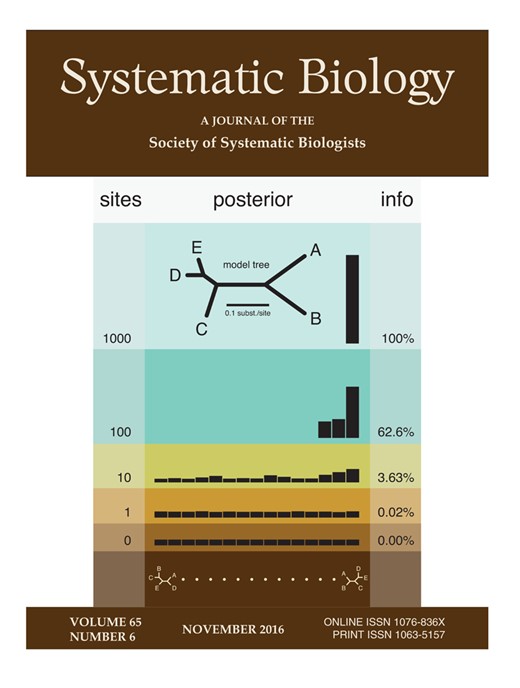 Systematic Biology
A JOURNAL OF THE
Society of Systematic Biologists
sites posterior info
E
A
model tree
D
0.1 subst./site
B
C
1000 100%
100 62.6%
10 3.63%
1 0.02%
0 0.00%
B D
C A A E
E D B C
VOLUME 65
NUMBER 6
NOVEMBER 2016
ONLINE ISSN 1076-836X
PRINT ISSN 1063-5157